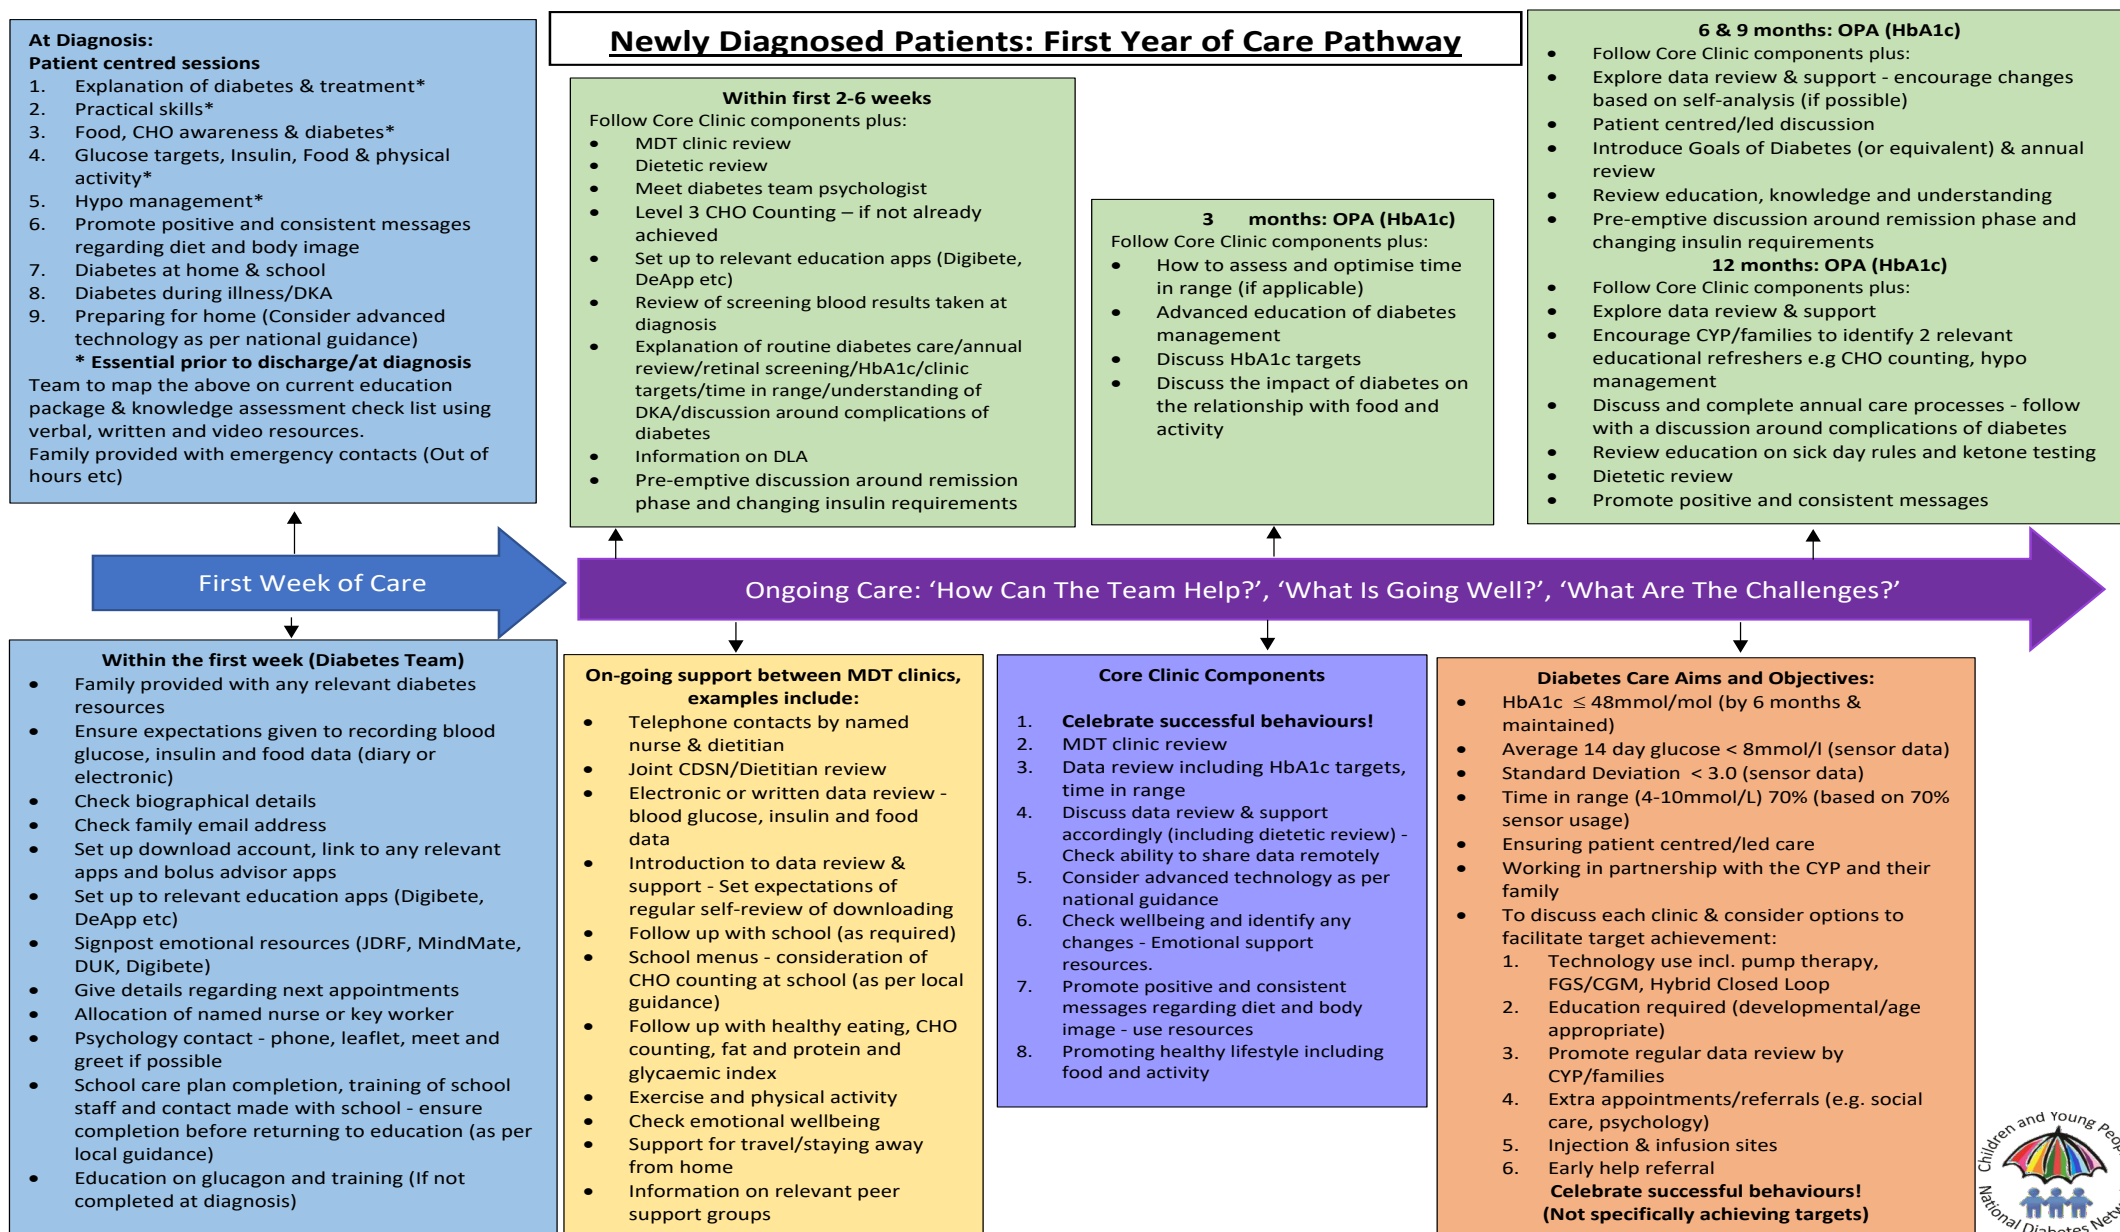 Newly Diagnosed Patients: First Year of Care Pathway
At Diagnosis:
Patient centred sessions
1. Explanation of diabetes & treatment*
2. Practical skills*
3. Food, CHO awareness & diabetes*
4. Glucose targets, Insulin, Food & physical
activity*
5. Hypo management*
6. Promote positive and consistent messages
regarding diet and body image
7. Diabetes at home & school
8. Diabetes during illness/DKA
9. Preparing for home (Consider advanced
technology as per national guidance)
* Essential prior to discharge/at diagnosis
Team to map the above on current education
package & knowledge assessment check list using
verbal, written and video resources.
Family provided with emergency contacts (Out of
hours etc)
Within first 2-6 weeks
Follow Core Clinic components plus:
• MDT clinic review
• Dietetic review
• Meet diabetes team psychologist
• Level 3 CHO Counting – if not already
achieved
• Set up to relevant education apps (Digibete,
DeApp etc)
• Review of screening blood results taken at
diagnosis
• Explanation of routine diabetes care/annual
review/retinal screening/HbA1c/clinic
targets/time in range/understanding of
DKA/discussion around complications of
diabetes
• Information on DLA
• Pre-emptive discussion around remission
phase and changing insulin requirements
3 months: OPA (HbA1c)
Follow Core Clinic components plus:
• How to assess and optimise time
in range (if applicable)
• Advanced education of diabetes
management
• Discuss HbA1c targets
• Discuss the impact of diabetes on
the relationship with food and
activity
6 & 9 months: OPA (HbA1c)
• Follow Core Clinic components plus:
• Explore data review & support - encourage changes
based on self-analysis (if possible)
• Patient centred/led discussion
• Introduce Goals of Diabetes (or equivalent) & annual
review
• Review education, knowledge and understanding
• Pre-emptive discussion around remission phase and
changing insulin requirements
12 months: OPA (HbA1c)
• Follow Core Clinic components plus:
• Explore data review & support
• Encourage CYP/families to identify 2 relevant
educational refreshers e.g CHO counting, hypo
management
• Discuss and complete annual care processes - follow
with a discussion around complications of diabetes
• Review education on sick day rules and ketone testing
• Dietetic review
• Promote positive and consistent messages
First Week of Care
Ongoing Care: ‘How Can The Team Help?’, ‘What Is Going Well?’, ‘What Are The Challenges?’
Within the first week (Diabetes Team)
• Family provided with any relevant diabetes
resources
• Ensure expectations given to recording blood
glucose, insulin and food data (diary or
electronic)
• Check biographical details
• Check family email address
• Set up download account, link to any relevant
apps and bolus advisor apps
• Set up to relevant education apps (Digibete,
DeApp etc)
• Signpost emotional resources (JDRF, MindMate,
DUK, Digibete)
• Give details regarding next appointments
• Allocation of named nurse or key worker
• Psychology contact - phone, leaflet, meet and
greet if possible
• School care plan completion, training of school
staff and contact made with school - ensure
completion before returning to education (as per
local guidance)
• Education on glucagon and training (If not
completed at diagnosis)
On-going support between MDT clinics,
examples include:
• Telephone contacts by named
nurse & dietitian
• Joint CDSN/Dietitian review
• Electronic or written data review -
blood glucose, insulin and food
data
• Introduction to data review &
support - Set expectations of
regular self-review of downloading
• Follow up with school (as required)
• School menus - consideration of
CHO counting at school (as per local
guidance)
• Follow up with healthy eating, CHO
counting, fat and protein and
glycaemic index
• Exercise and physical activity
• Check emotional wellbeing
• Support for travel/staying away
from home
• Information on relevant peer
support groups
Core Clinic Components
1. Celebrate successful behaviours!
2. MDT clinic review
3. Data review including HbA1c targets,
time in range
4. Discuss data review & support
accordingly (including dietetic review) -
Check ability to share data remotely
5. Consider advanced technology as per
national guidance
6. Check wellbeing and identify any
changes - Emotional support
resources.
7. Promote positive and consistent
messages regarding diet and body
image - use resources
8. Promoting healthy lifestyle including
food and activity
Diabetes Care Aims and Objectives:
• HbA1c ≤ 48mmol/mol (by 6 months &
maintained)
• Average 14 day glucose < 8mmol/l (sensor data)
• Standard Deviation < 3.0 (sensor data)
• Time in range (4-10mmol/L) 70% (based on 70%
sensor usage)
• Ensuring patient centred/led care
• Working in partnership with the CYP and their
family
• To discuss each clinic & consider options to
facilitate target achievement:
1. Technology use incl. pump therapy,
FGS/CGM, Hybrid Closed Loop
2. Education required (developmental/age
appropriate)
3. Promote regular data review by
CYP/families
4. Extra appointments/referrals (e.g. social
care, psychology)
5. Injection & infusion sites
6. Early help referral
Celebrate successful behaviours!
(Not specifically achieving targets)
Children and Young
National Diabetes